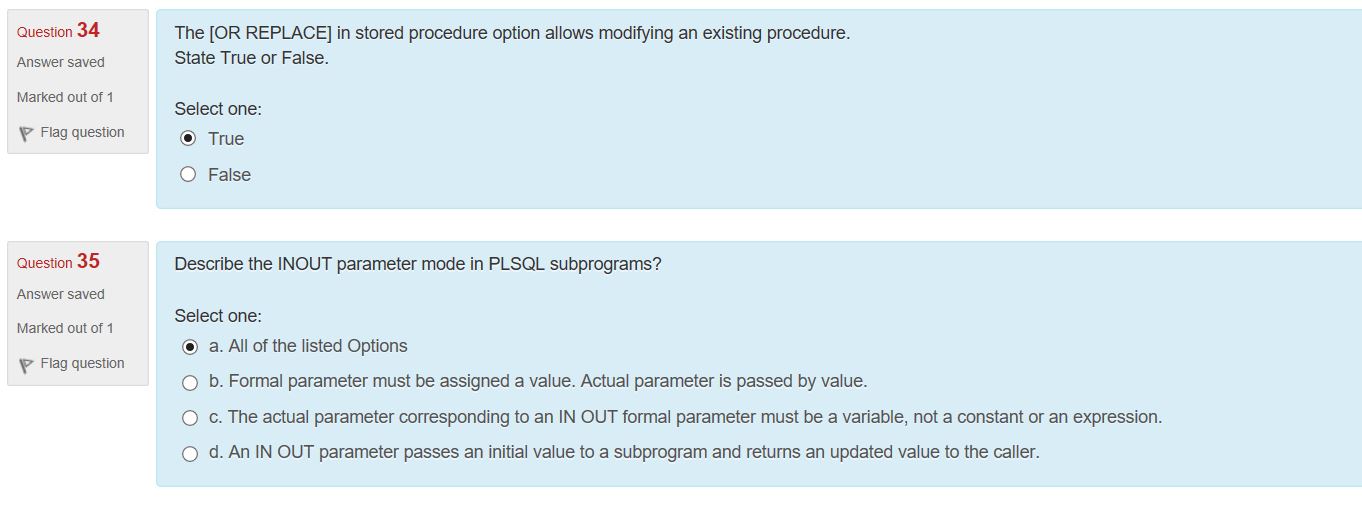 Question 34
Answer saved
Marked out of 1
Flag question
The [OR REPLACE] in stored procedure option allows modifying an existing procedure.
State True or False.
Select one:
True
False
Question 35
Answer saved
Marked out of 1
Flag question
Describe the INOUT parameter mode in PLSQL subprograms?
Select one:
a. All of the listed Options
b. Formal parameter must be assigned a value. Actual parameter is passed by value.
c. The actual parameter corresponding to an IN OUT formal parameter must be a variable, not a constant or an expression.
d. An IN OUT parameter passes an initial value to a subprogram and returns an updated value to the caller.